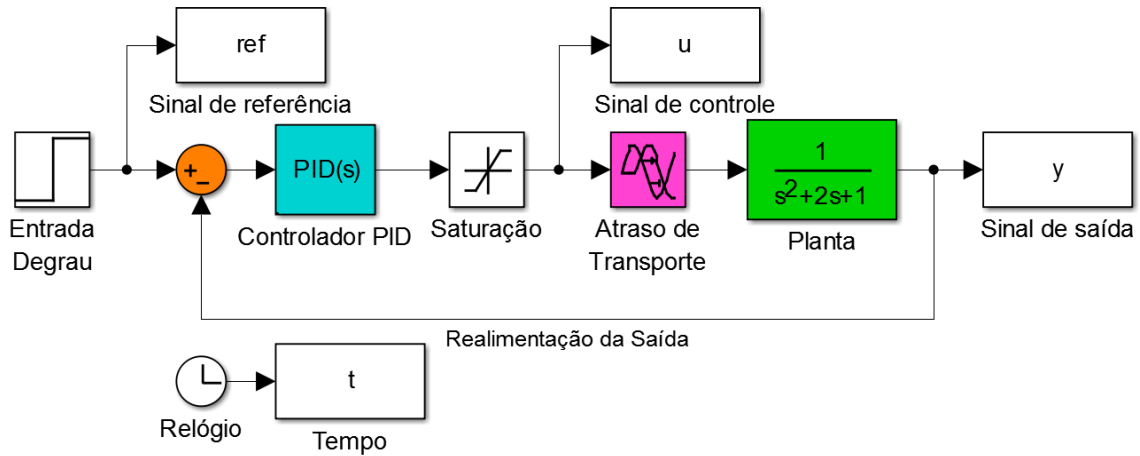 ref
Sinal de referência
u
Sinal de controle
Entrada
Degrau
+
−
PID(s)
Controlador PID
Saturação
Atraso de
Transporte
1
s²+2s+1
Planta
y
Sinal de saída
Realimentação da Saída
Relógio
t
Tempo